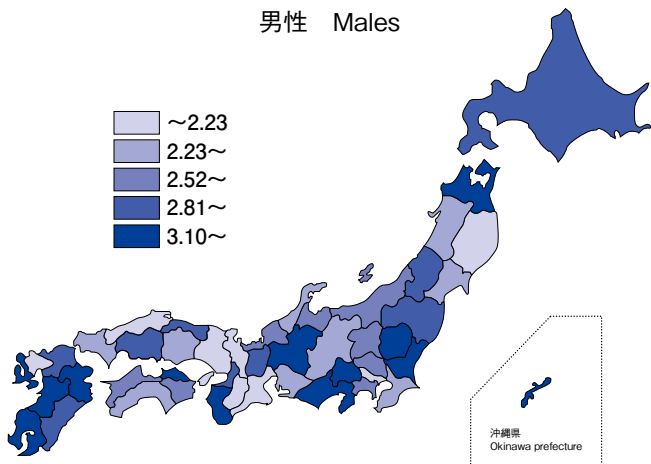 男性　Males
～2.23
2.23～
2.52～
2.81～
3.10～
沖縄県
Okinawa prefecture